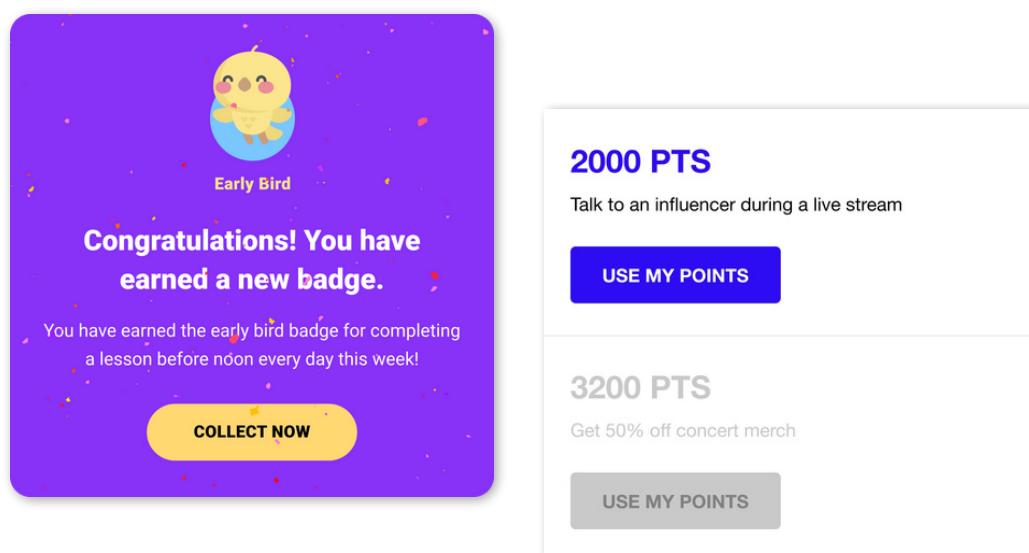 Early Bird
Congratulations! You have
earned a new badge.
You have earned the early bird badge for completing
a lesson before noon every day this week!
COLLECT NOW
2000 PTS
Talk to an influencer during a live stream
USE MY POINTS
3200 PTS
Get 50% off concert merch
USE MY POINTS